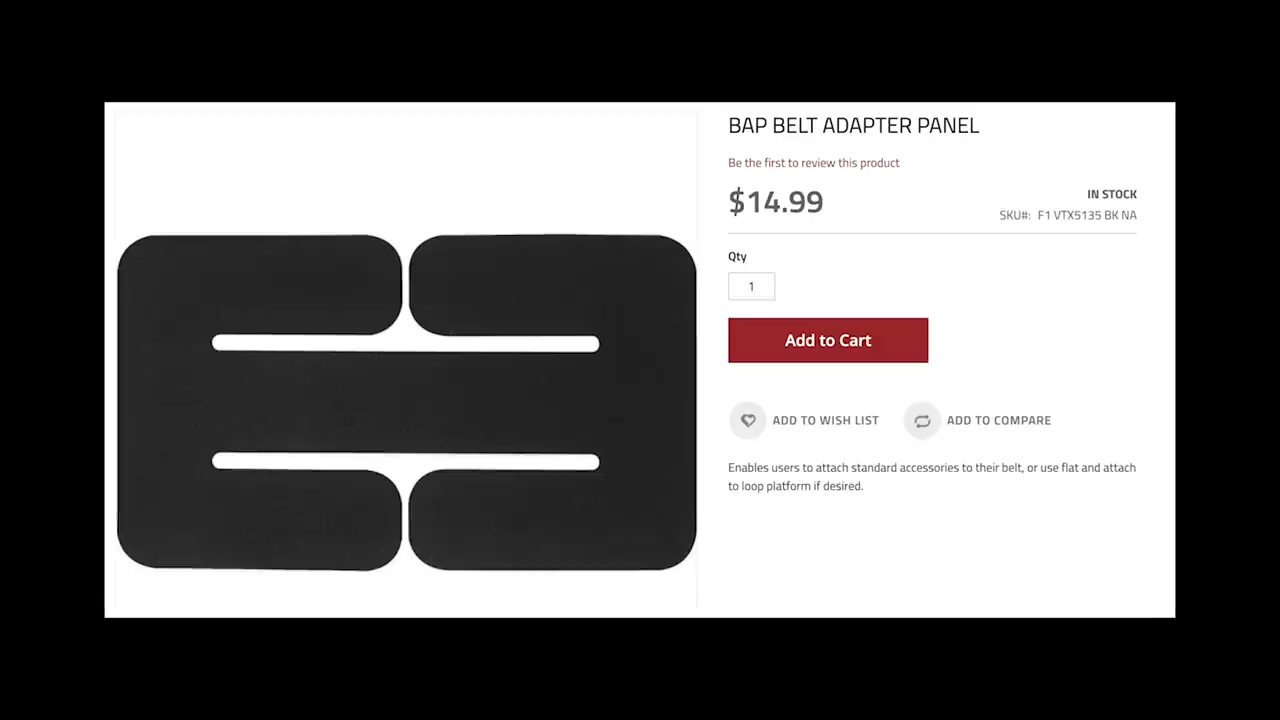 BAP BELT ADAPTER PANEL
Be the first to review this product
$14.99
IN STOCK
SKU#: F1 VTX5135 BK NA
Qty
1
Add to Cart
ADD TO WISH LIST
ADD TO COMPARE
Enables users to attach standard accessories to their belt, or use flat and attach
to loop platform if desired.